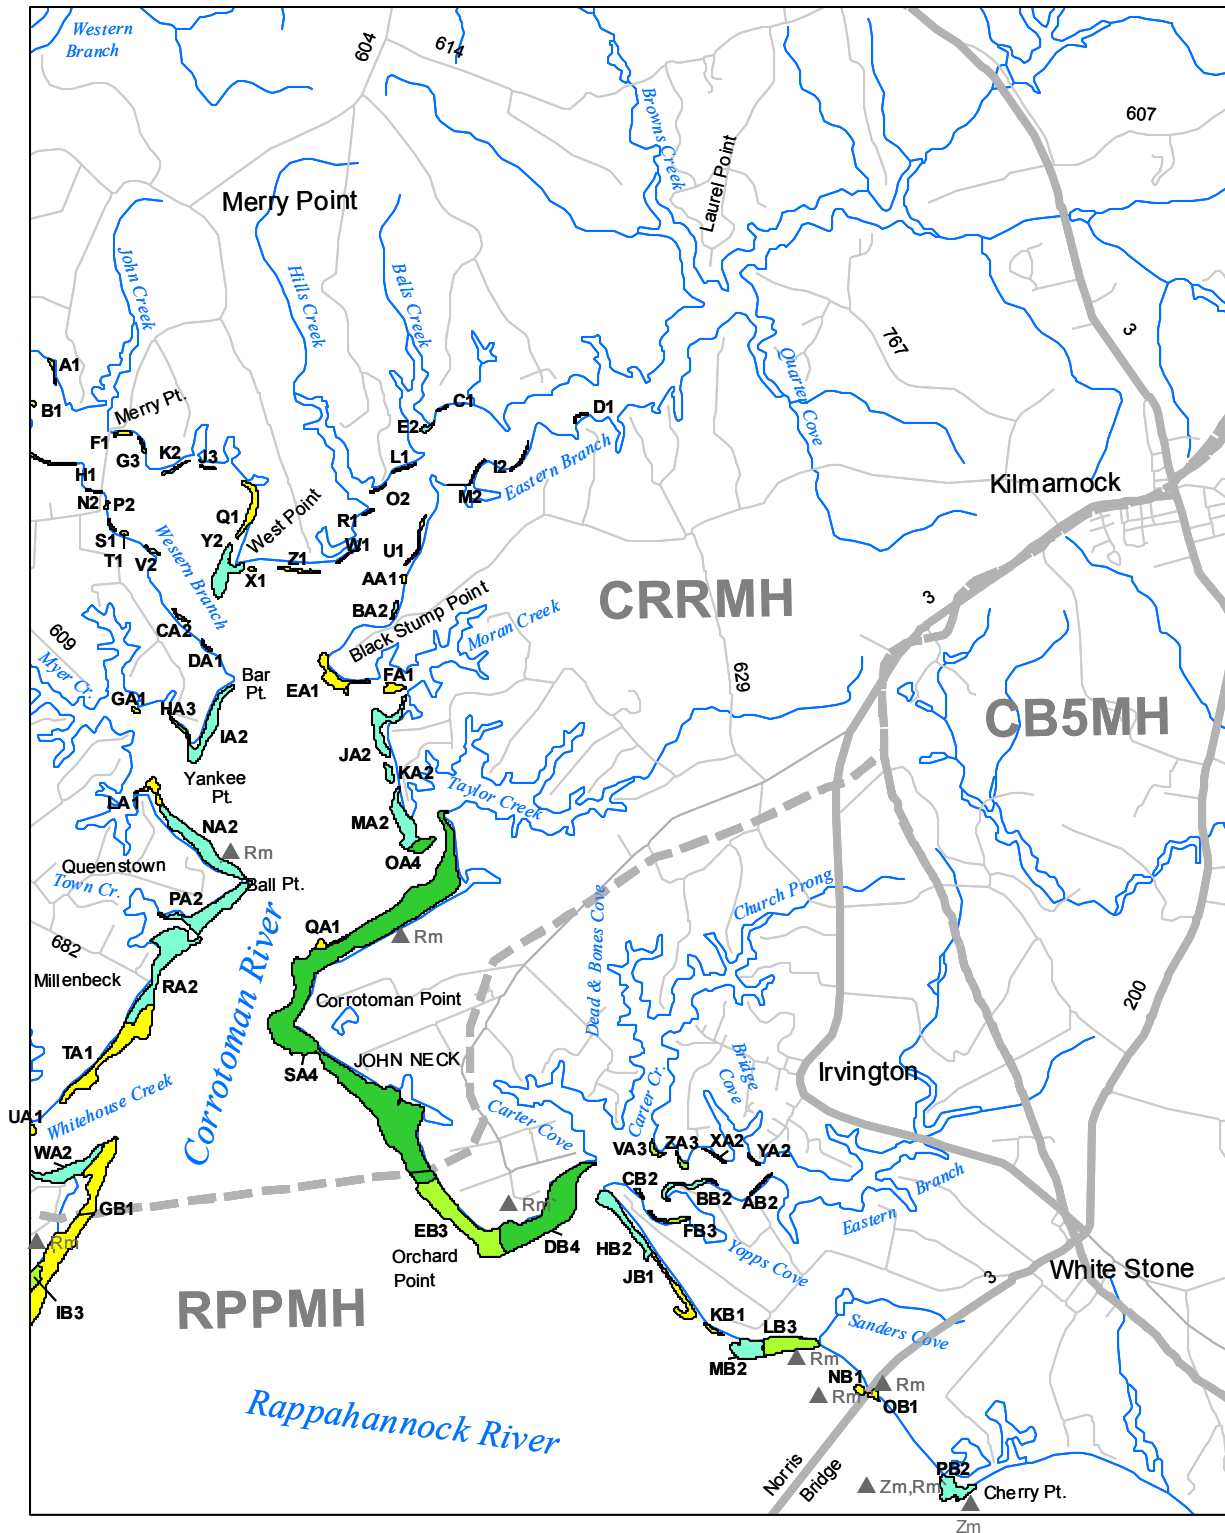 Western
Branch
604
614
607
Browns Creek
Laurel Point
Merry Point
John Creek
Hills Creek
Bells Creek
3
767
Quarter Cove
A1
B1
Merry Pt.
C1
D1
E2
F1
G3
K2
J3
L1
I2
Eastern Branch
H1
N2
P2
O2
M2
Kilmarnock
Q1
West Point
R1
S1
T1
V2
Y2
X1
Z1
W1
U1
Western Branch
AA1
BA2
CRRMH
3
Black Stump Point
Moran Creek
CA2
DA1
609
Myer Cr.
Bar
Pt.
EA1
FA1
629
GA1
HA3
IA2
CB5MH
JA2
KA2
Yankee
Pt.
LA1
Taylor Creek
NA2
MA2
Rm
OA4
Queenstown
Town Cr.
Ball Pt.
PA2
Church Prong
Dead & Bones Cove
QA1
Rm
682
Millenbeck
RA2
Corrotoman River
Corrotoman Point
200
TA1
SA4
JOHN NECK
Bridge
Cove
Irvington
Whitehouse Creek
UA1
Carter Cove
Carter Cr.
WA2
VA3
ZA3
XA2
YA2
CB2
BB2
AB2
Branch
Eastern
GB1
Rm
Rm
EB3
DB4
FB3
HB2
Yopps Cove
Orchard
Point
JB1
3
White Stone
IB3
RPPMH
KB1
LB3
Sanders Cove
MB2
Rm
NB1
Rm
Rm
OB1
Rappahannock River
Norris
Bridge
Zm,Rm
PB2
Cherry Pt.
Zm